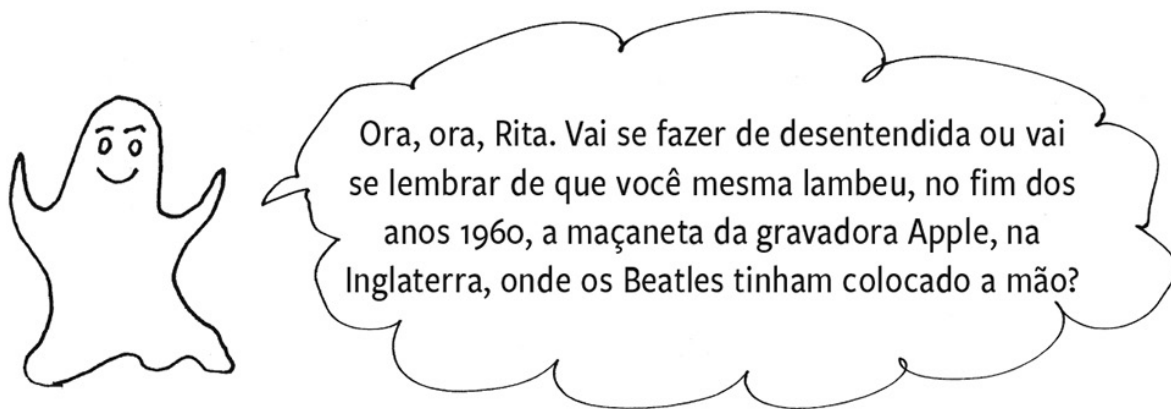 Ora, ora, Rita. Vai se fazer de desentendida ou vai
se lembrar de que você mesma lambeu, no fim dos
anos 1960, a maçaneta da gravadora Apple, na
Inglaterra, onde os Beatles tinham colocado a mão?